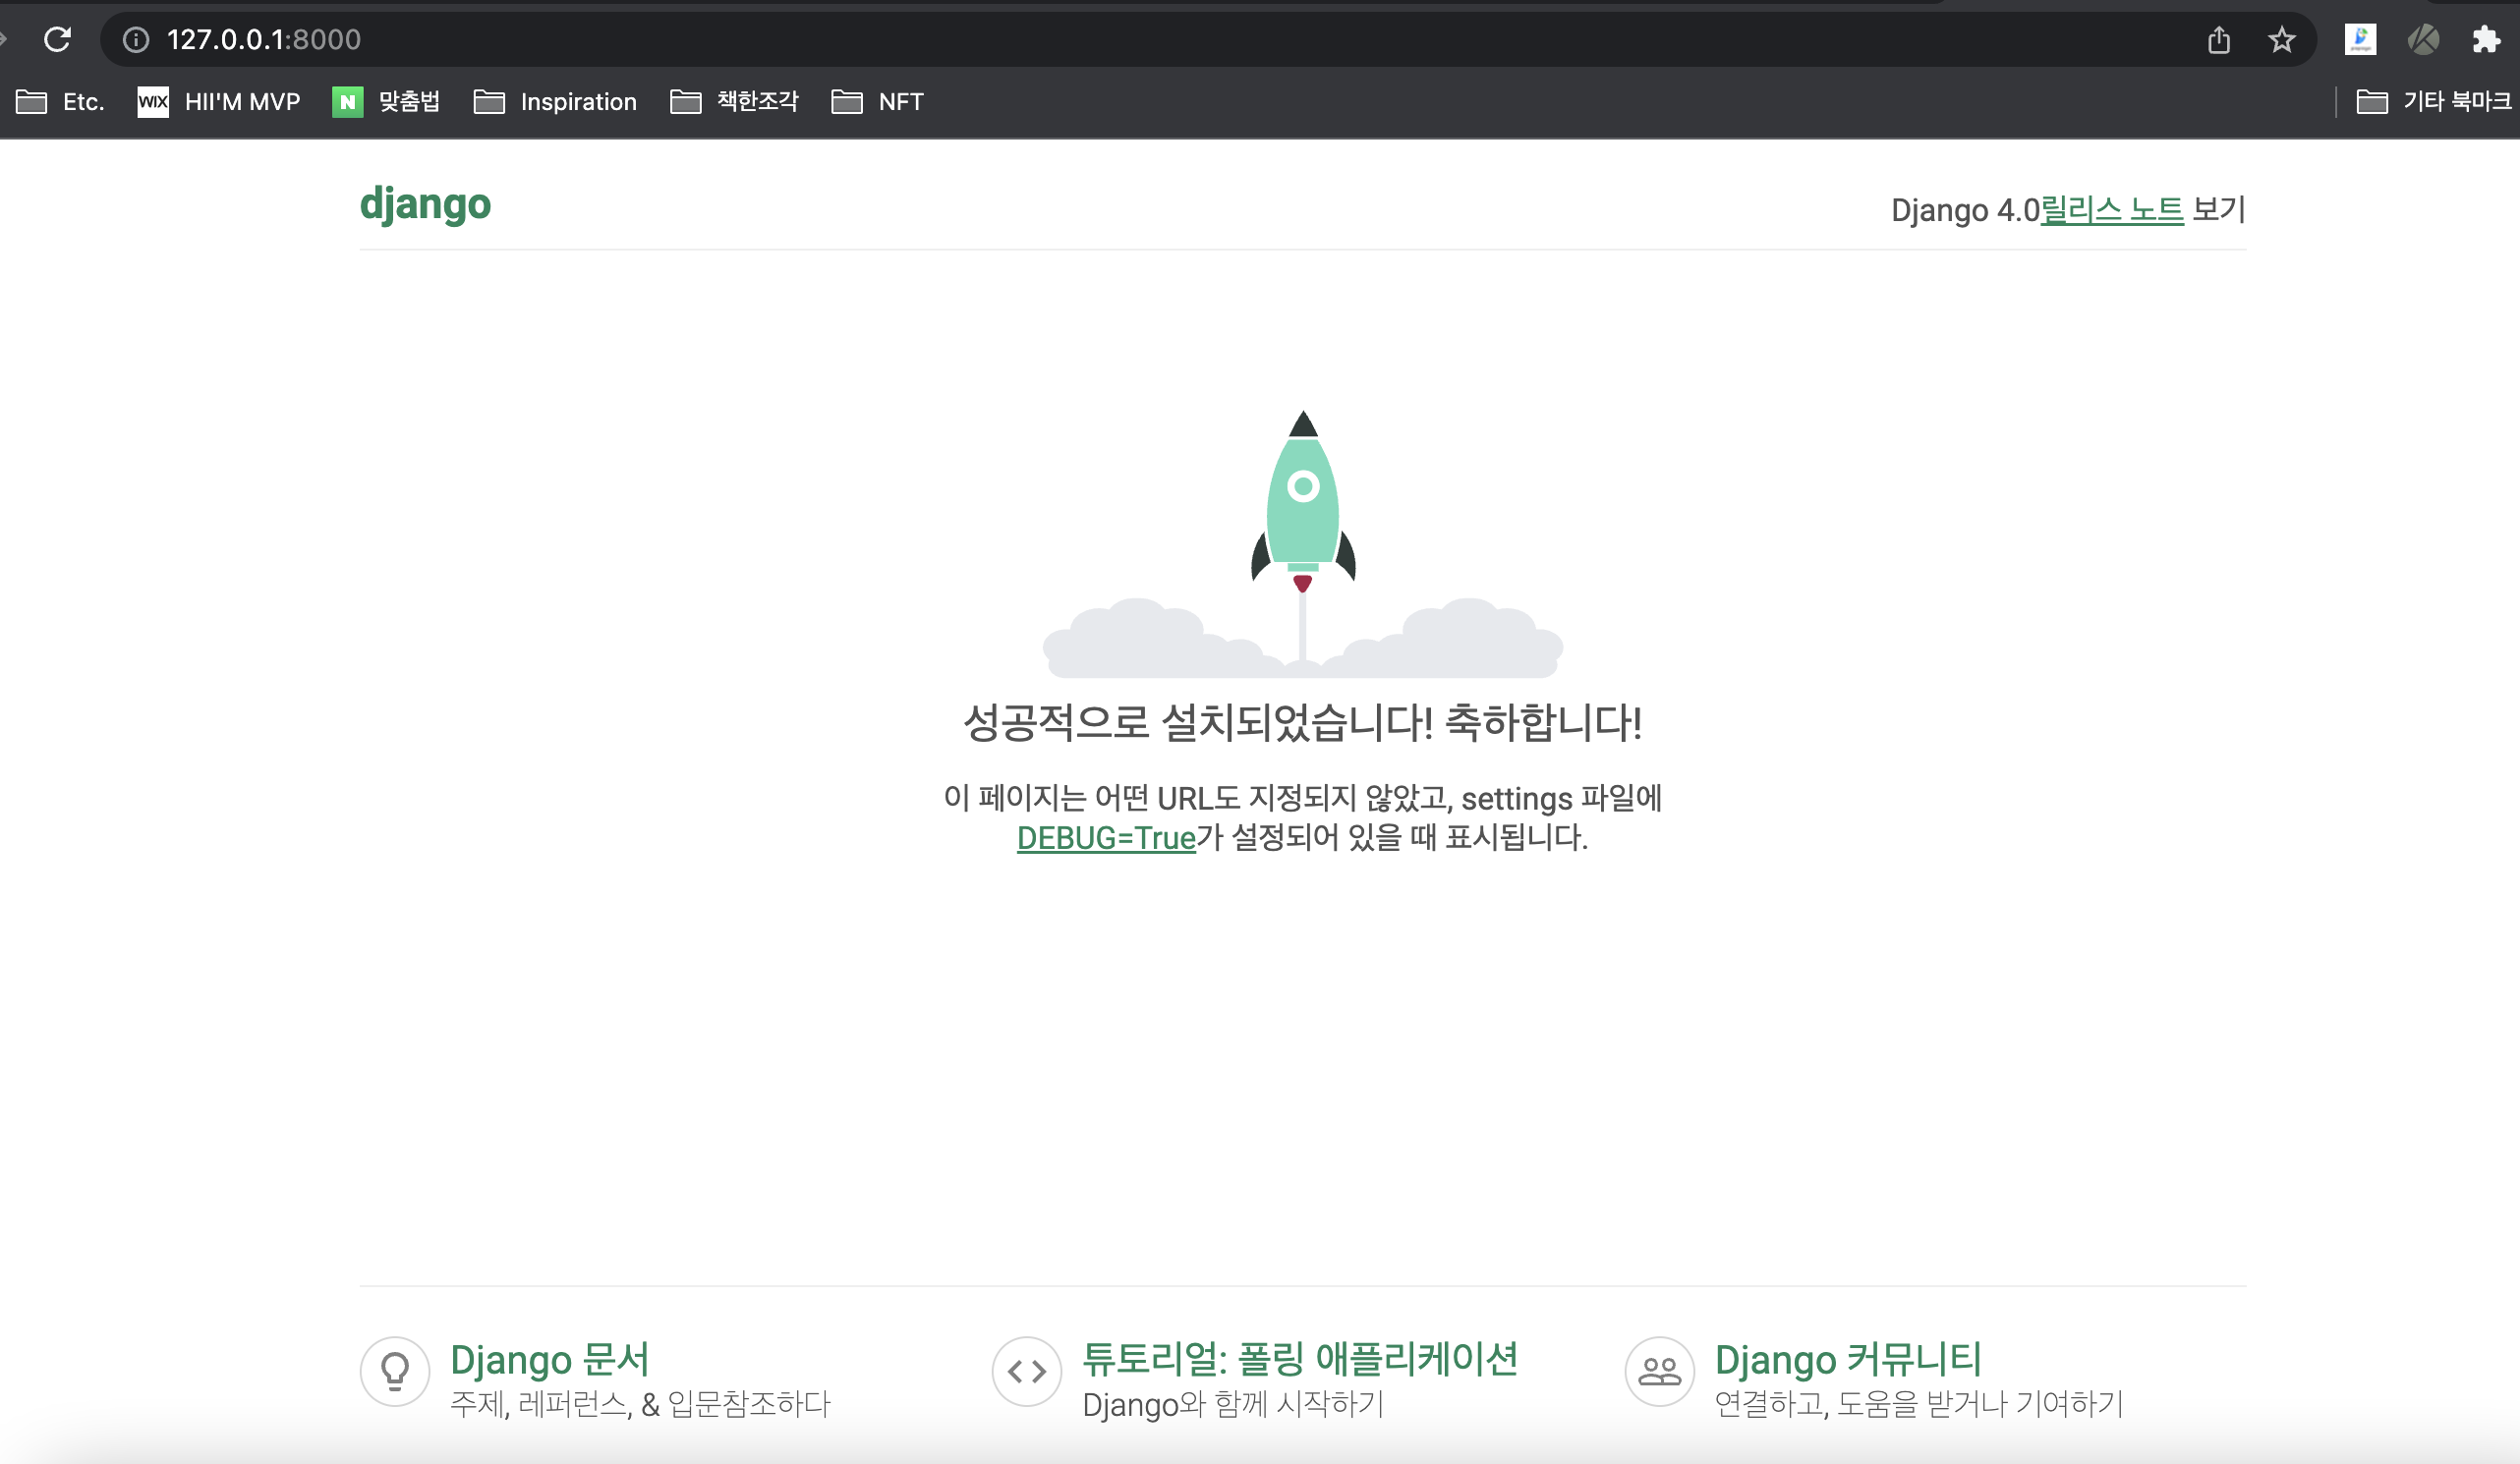 127.0.0.1:8000
Etc.
WIX
HII'M MVP
N
맞춤법
Inspiration
책한조각
NFT
기타 북마크
django
Django 4.0릴리스 노트 보기
성공적으로 설치되었습니다! 축하합니다!
이 페이지는 어떤 URL도 지정되지 않았고, settings 파일에
DEBUG=True가 설정되어 있을 때 표시됩니다.
Django 문서
주제, 레퍼런스, & 입문참조하다
튜토리얼: 폴링 애플리케이션
Django와 함께 시작하기
Django 커뮤니티
연결하고, 도움을 받거나 기여하기